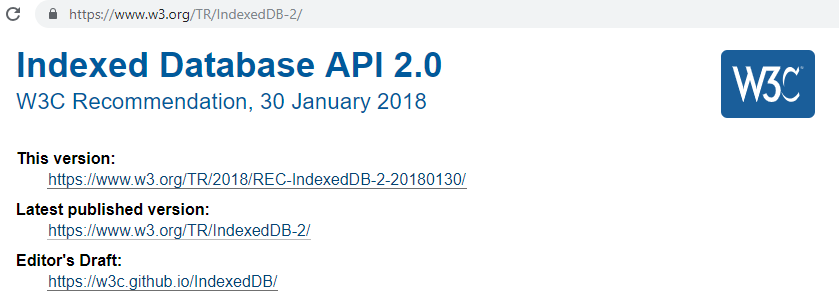 https://www.w3.org/TR/IndexedDB-2/
Indexed Database API 2.0
W3C Recommendation, 30 January 2018
W3C
This version:
https://www.w3.org/TR/2018/REC-IndexedDB-2-20180130/
Latest published version:
https://www.w3.org/TR/IndexedDB-2/
Editor's Draft:
https://w3c.github.io/IndexedDB/